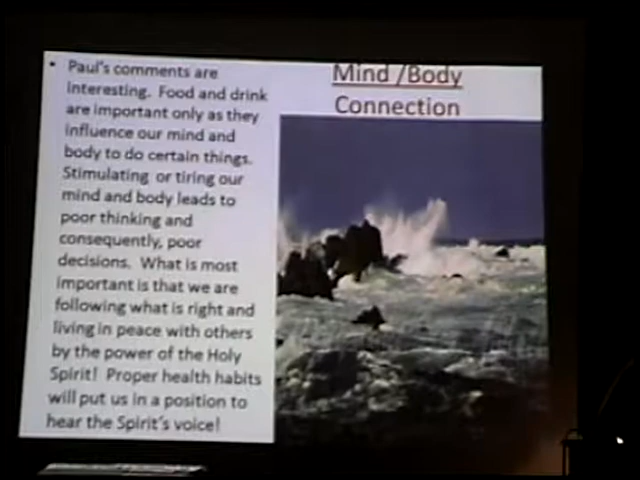 Mind /Body
Connection
• Paul's comments are
interesting. Food and drink
are important only as they
influence our mind and
body to do certain things.
Stimulating or tiring our
mind and body leads to
poor thinking and
consequently, poor
decisions. What is most
important is that we are
following what is right and
living in peace with others
by the power of the Holy
Spirit! Proper health habits
will put us in a position to
hear the Spirit's voice!